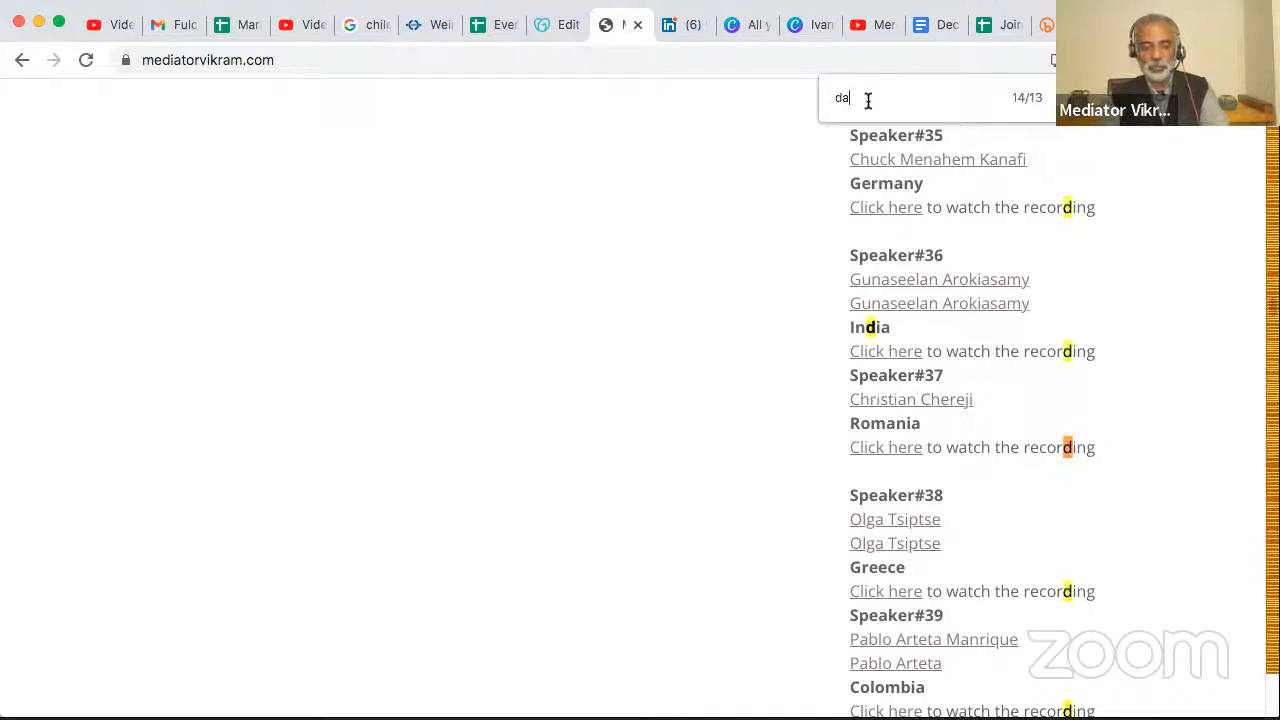 Vide
Fulc
Mar
Vide
chile
Wein
Ever
Edit
(6)
All y
Ivan
Mer
Dec
Join
mediatorvikram.com
da
14/13
Mediator Vikr...
Speaker#35
Chuck Menahem Kanafi
Germany
Click here to watch the recording
Speaker#36
Gunaseelan Arokiasamy
Gunaseelan Arokiasamy
India
Click here to watch the recording
Speaker#37
Christian Chereji
Romania
Click here to watch the recording
Speaker#38
Olga Tsiptse
Olga Tsiptse
Greece
Click here to watch the recording
Speaker#39
Pablo Arteta Manrique
Pablo Arteta
Colombia
Click here to watch the recording
zoom